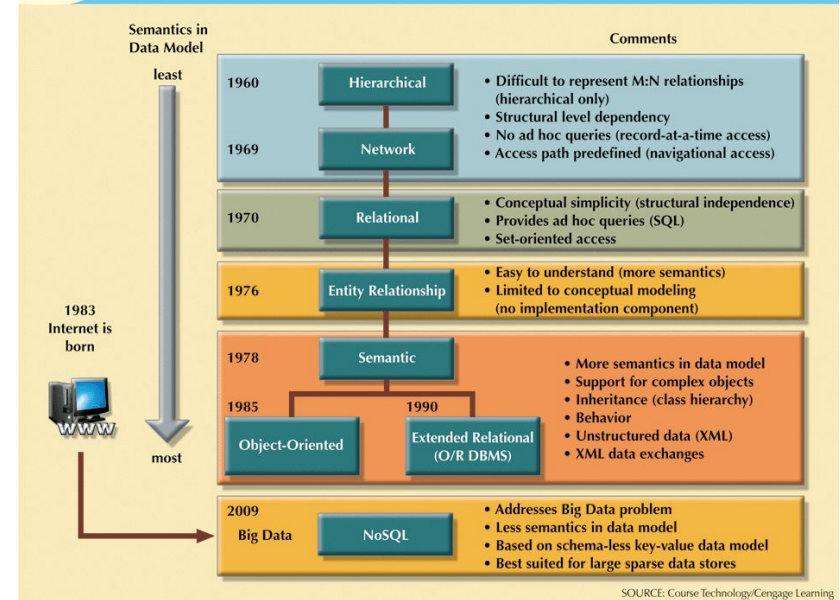 Semantics in
Data Model
least
most
1983
Internet is
born
WWW
Comments
1960
Hierarchical
1969
Network
• Difficult to represent M:N relationships
(hierarchical only)
• Structural level dependency
• No ad hoc queries (record-at-a-time access)
• Access path predefined (navigational access)
1970
Relational
• Conceptual simplicity (structural independence)
• Provides ad hoc queries (SQL)
• Set-oriented access
1976
Entity Relationship
• Easy to understand (more semantics)
• Limited to conceptual modeling
(no implementation component)
1978
Semantic
1985
Object-Oriented
1990
Extended Relational
(O/R DBMS)
• More semantics in data model
• Support for complex objects
• Inheritance (class hierarchy)
• Behavior
• Unstructured data (XML)
• XML data exchanges
2009
Big Data
NoSQL
• Addresses Big Data problem
• Less semantics in data model
• Based on schema-less key-value data model
• Best suited for large sparse data stores
SOURCE: Course Technology/Cengage Learning